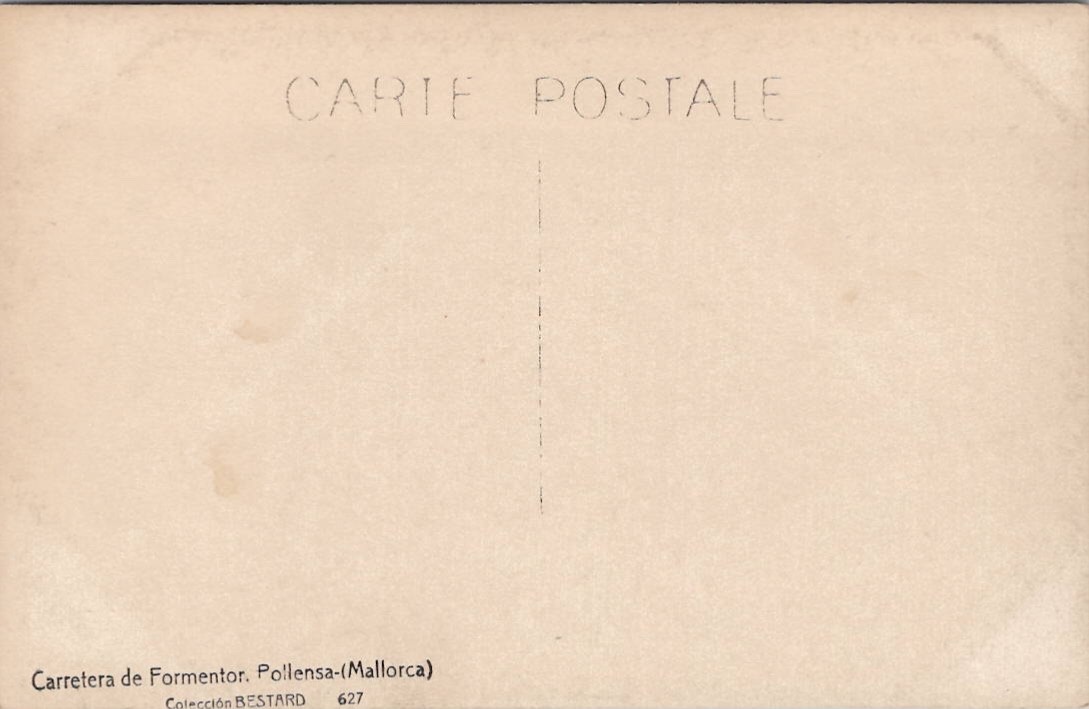 CARTE POSTALE
Carretera de Formentor. Pollensa-(Mallorca)
Colección BESTARD 627